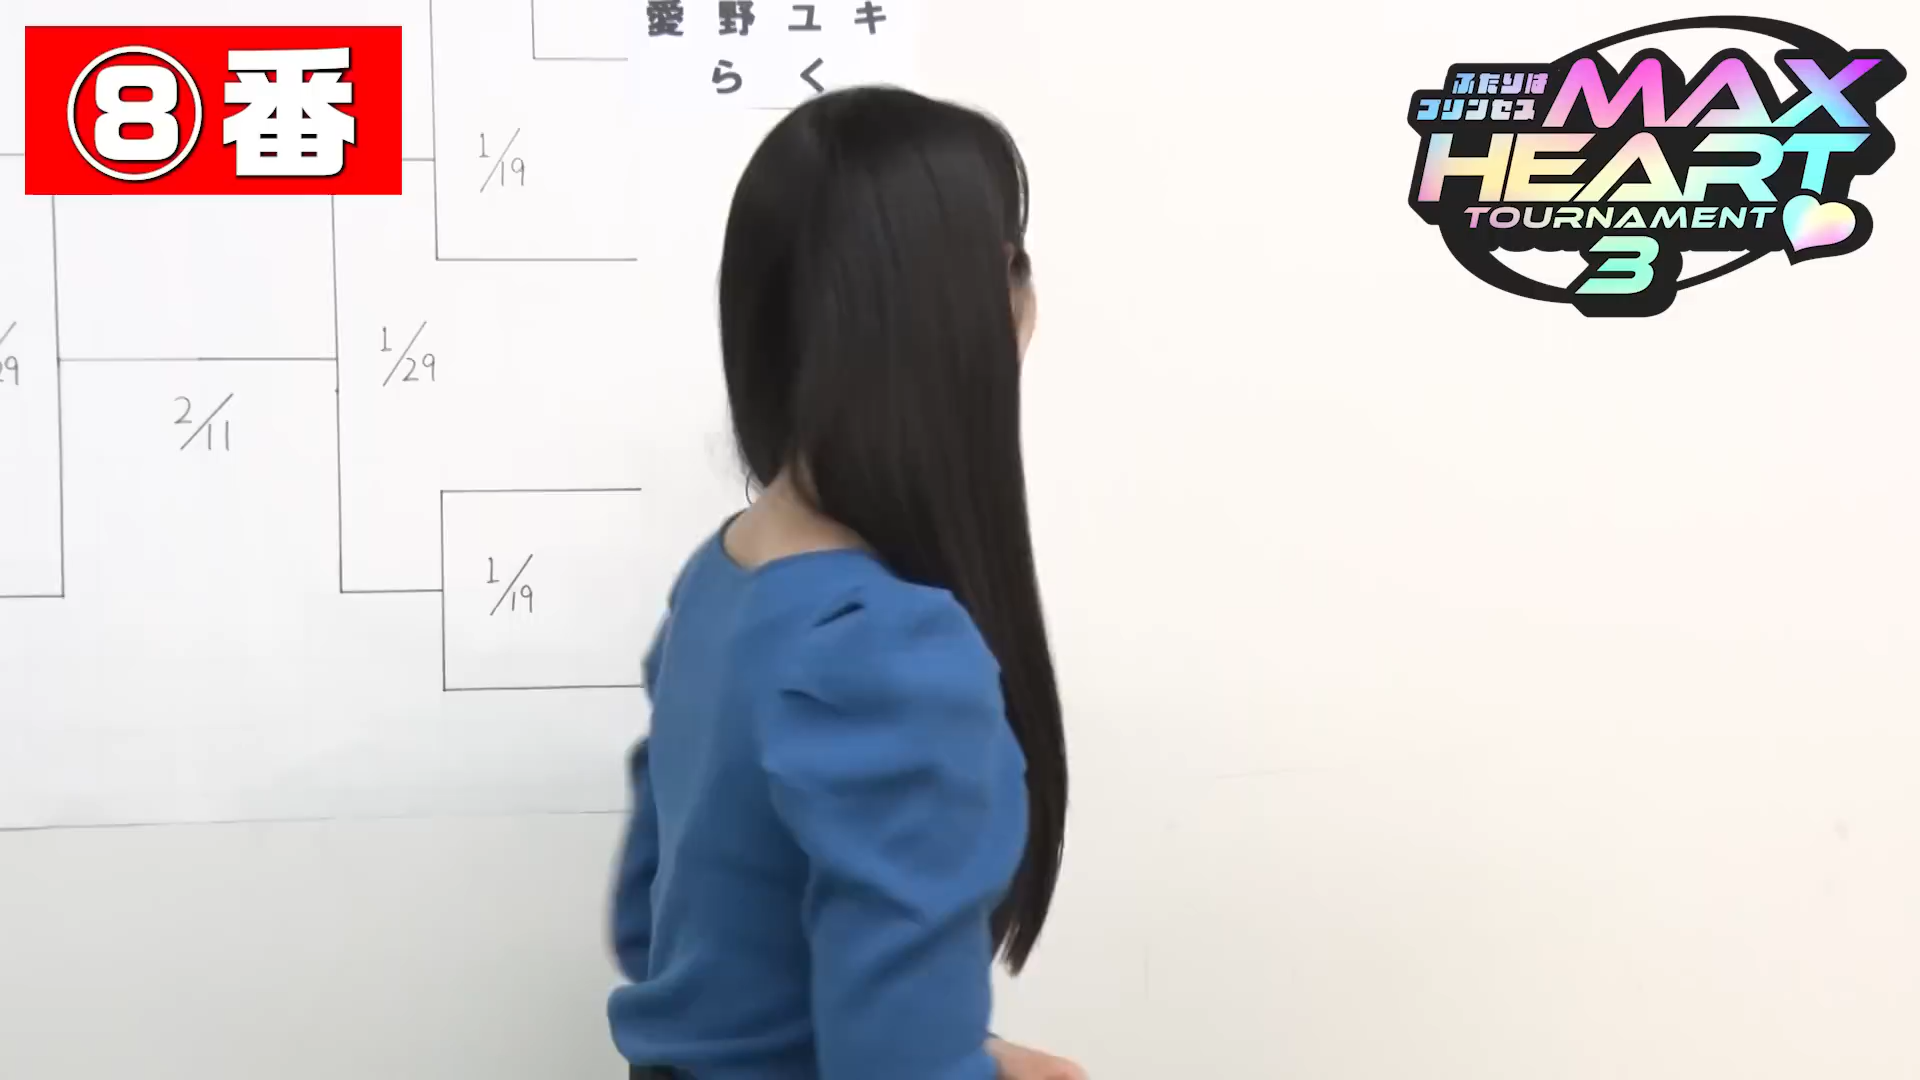 ⑧番
愛野ユキ
らく
ふたりは
プリンセス
MAX
HEART
TOURNAMENT
3
1/19
1/29
2/11
1/19